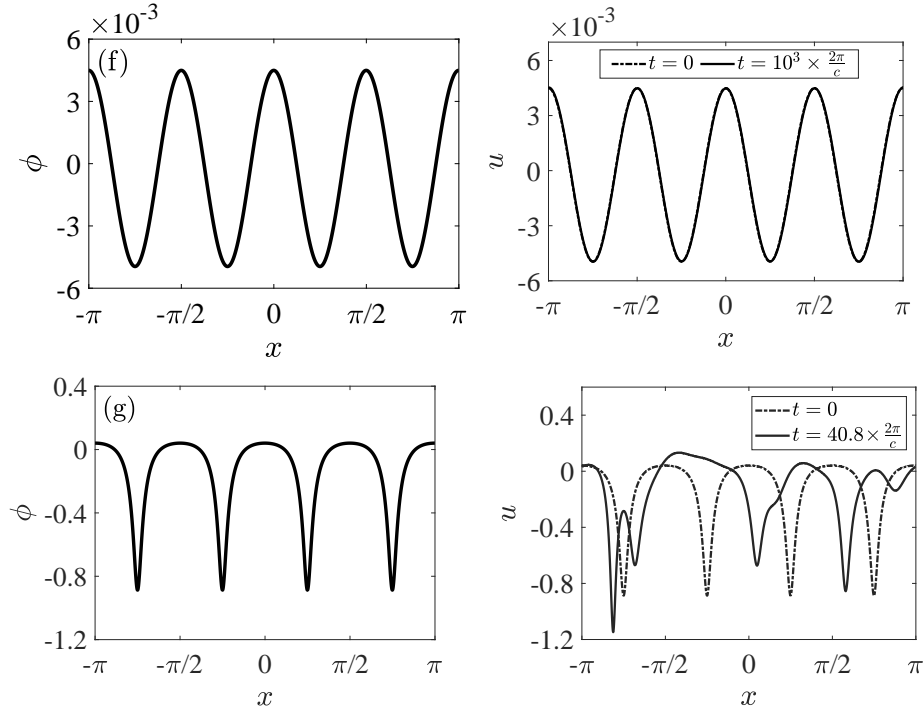 ×10⁻³
6
3
0
-3
-6
(f)
ϕ
-π
-π/2
0
π/2
π
x
×10⁻³
6
3
0
-3
-6
t = 0
t = 10³ × 2π/c
u
-π
-π/2
0
π/2
π
x
0.4
0
-0.4
-0.8
-1.2
(g)
ϕ
-π
-π/2
0
π/2
π
x
0.4
0
-0.4
-0.8
-1.2
t = 0
t = 40.8 × 2π/c
u
-π
-π/2
0
π/2
π
x